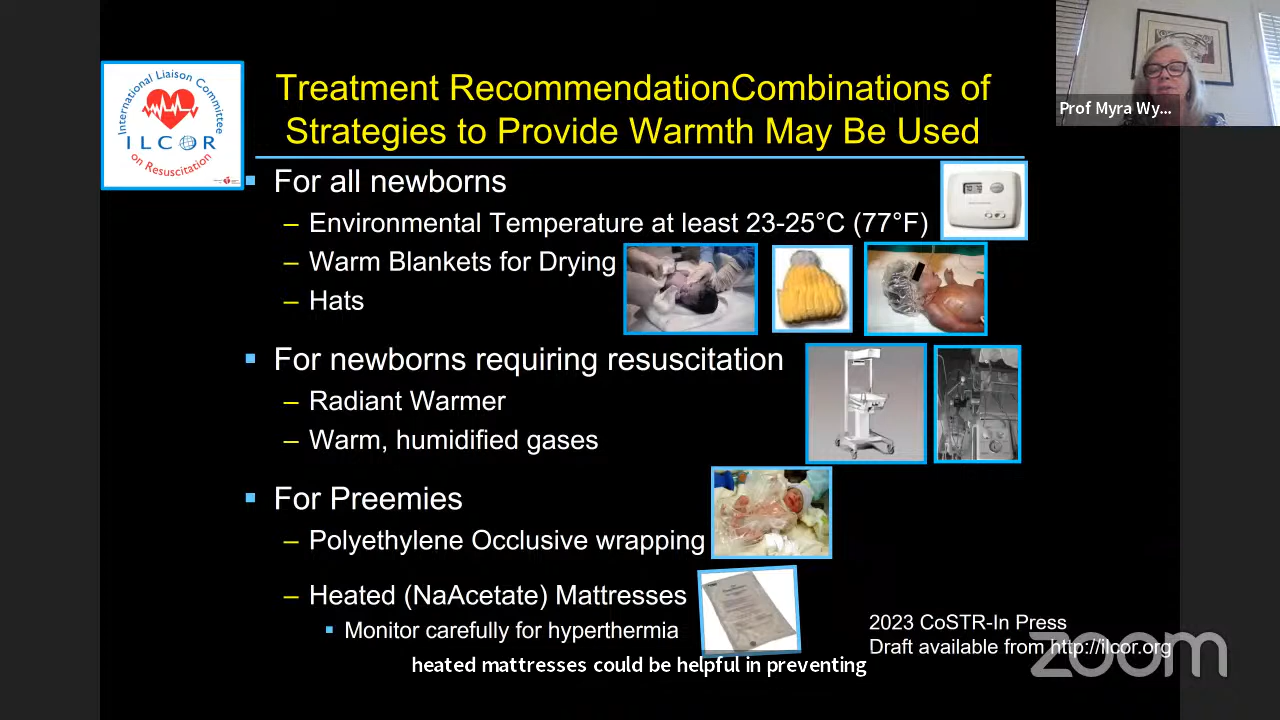 International Liaison Committee
ILCOR
on Resuscitation
Treatment RecommendationCombinations of
Strategies to Provide Warmth May Be Used
Prof Myra Wy...
▪ For all newborns
– Environmental Temperature at least 23-25°C (77°F)
– Warm Blankets for Drying
– Hats
▪ For newborns requiring resuscitation
– Radiant Warmer
– Warm, humidified gases
▪ For Preemies
– Polyethylene Occlusive wrapping
– Heated (NaAcetate) Mattresses
▪ Monitor carefully for hyperthermia
2023 CoSTR-In Press
Draft available from http://ilcor.org
zoom
heated mattresses could be helpful in preventing